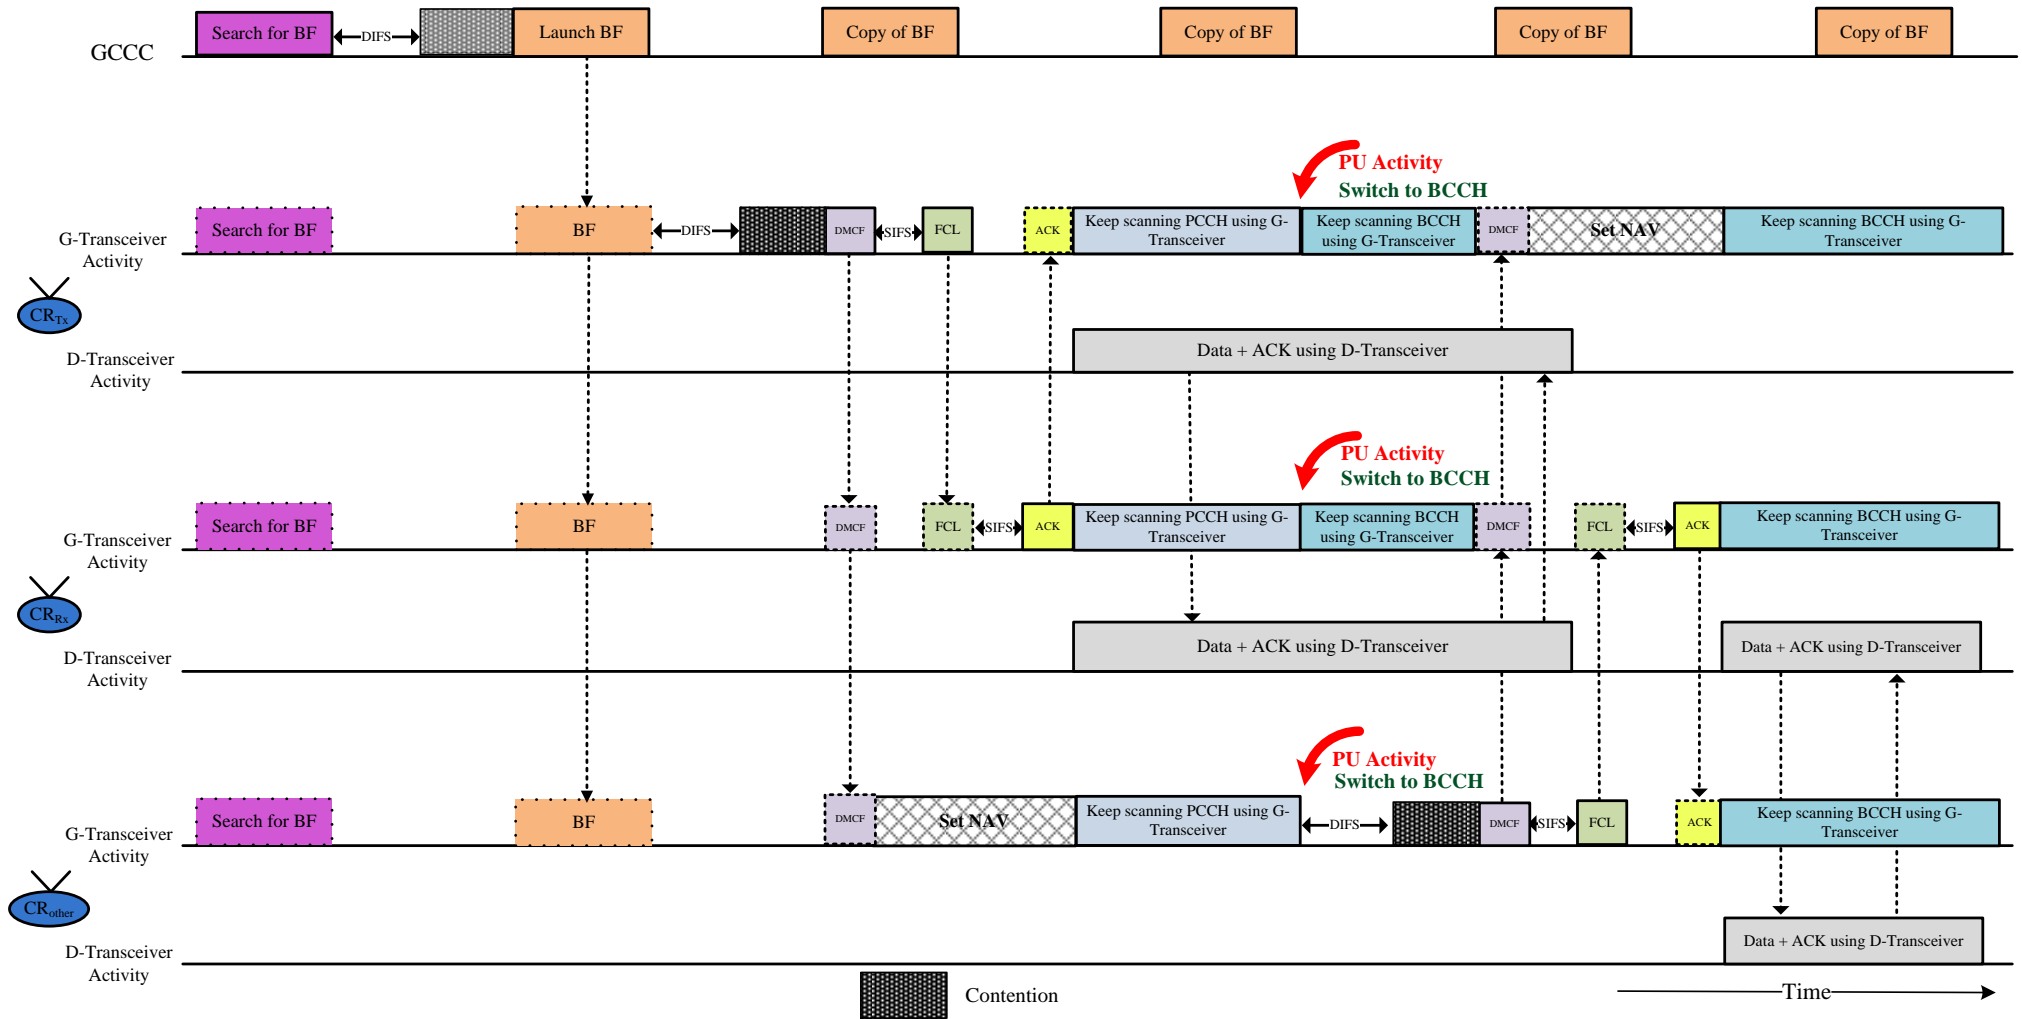 GCCC
Search for BF
DIFS
Launch BF
Copy of BF
Copy of BF
Copy of BF
Copy of BF
PU Activity
Switch to BCCH
G-Transceiver
Activity
Search for BF
BF
DIFS
DMCF
SIFS
FCL
ACK
Keep scanning PCCH using G-
Transceiver
Keep scanning BCCH
using G-Transceiver
DMCF
Set NAV
Keep scanning BCCH using G-
Transceiver
CRTx
D-Transceiver
Activity
Data + ACK using D-Transceiver
PU Activity
Switch to BCCH
G-Transceiver
Activity
Search for BF
BF
DMCF
FCL
SIFS
ACK
Keep scanning PCCH using G-
Transceiver
Keep scanning BCCH
using G-Transceiver
DMCF
FCL
SIFS
ACK
Keep scanning BCCH using G-
Transceiver
CRRx
D-Transceiver
Activity
Data + ACK using D-Transceiver
Data + ACK using D-Transceiver
PU Activity
Switch to BCCH
G-Transceiver
Activity
Search for BF
BF
DMCF
Set NAV
Keep scanning PCCH using G-
Transceiver
DIFS
DMCF
SIFS
FCL
ACK
Keep scanning BCCH using G-
Transceiver
CRother
D-Transceiver
Activity
Data + ACK using D-Transceiver
Contention
Time